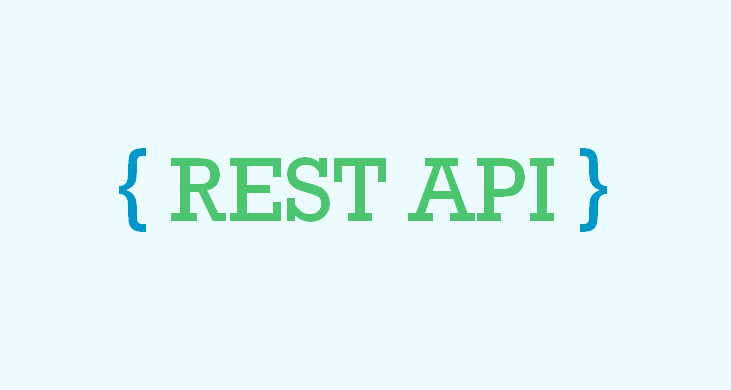 { REST API }